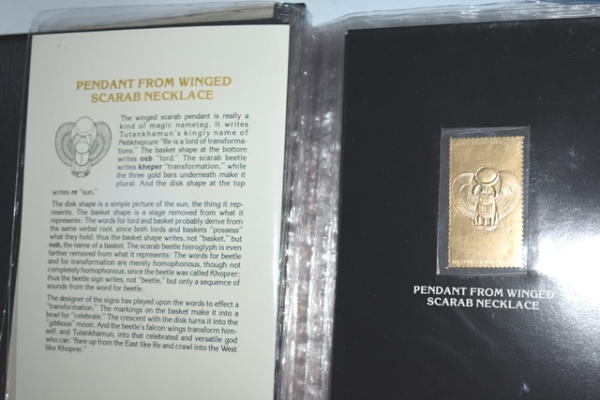 PENDANT FROM WINGED
SCARAB NECKLACE
The winged scarab pendant is really a
kind of magic nametag. It writes
Tutankhamun's kingly name of
Nebkheprure "Re is a lord of transforma-
tions." The basket shape at the bottom
writes neb "lord." The scarab beetle
writes kheper "transformation," while
the three gold bars underneath make it
plural. And the disk shape at the top
writes re "sun."
The disk shape is a simple picture of the sun, the thing it rep-
resents. The basket shape is a stage removed from what it
represents: The words for lord and basket probably derive from
the same verbal root, since both lords and baskets "possess"
what they hold; thus the basket shape writes, not "basket," but
neb, the name of a basket. The scarab beetle hieroglyph is even
farther removed from what it represents: The words for beetle
and for transformation are merely homophonous, though not
completely homophonous, since the beetle was called Khoprer;
thus the beetle sign writes, not "beetle," but only a sequence of
sounds from the word for beetle.
The designer of the signs has played upon the words to effect a
"transformation." The markings on the basket make it into a
bowl for "celebrate." The crescent with the disk turns it into the
"gibbous" moon. And the beetle's falcon wings transform him-
self, and Tutankhamun, into that celebrated and versatile god
who can "flare up from the East like Re and crawl into the West
like Khoprer."
PENDANT FROM WINGED
SCARAB NECKLACE